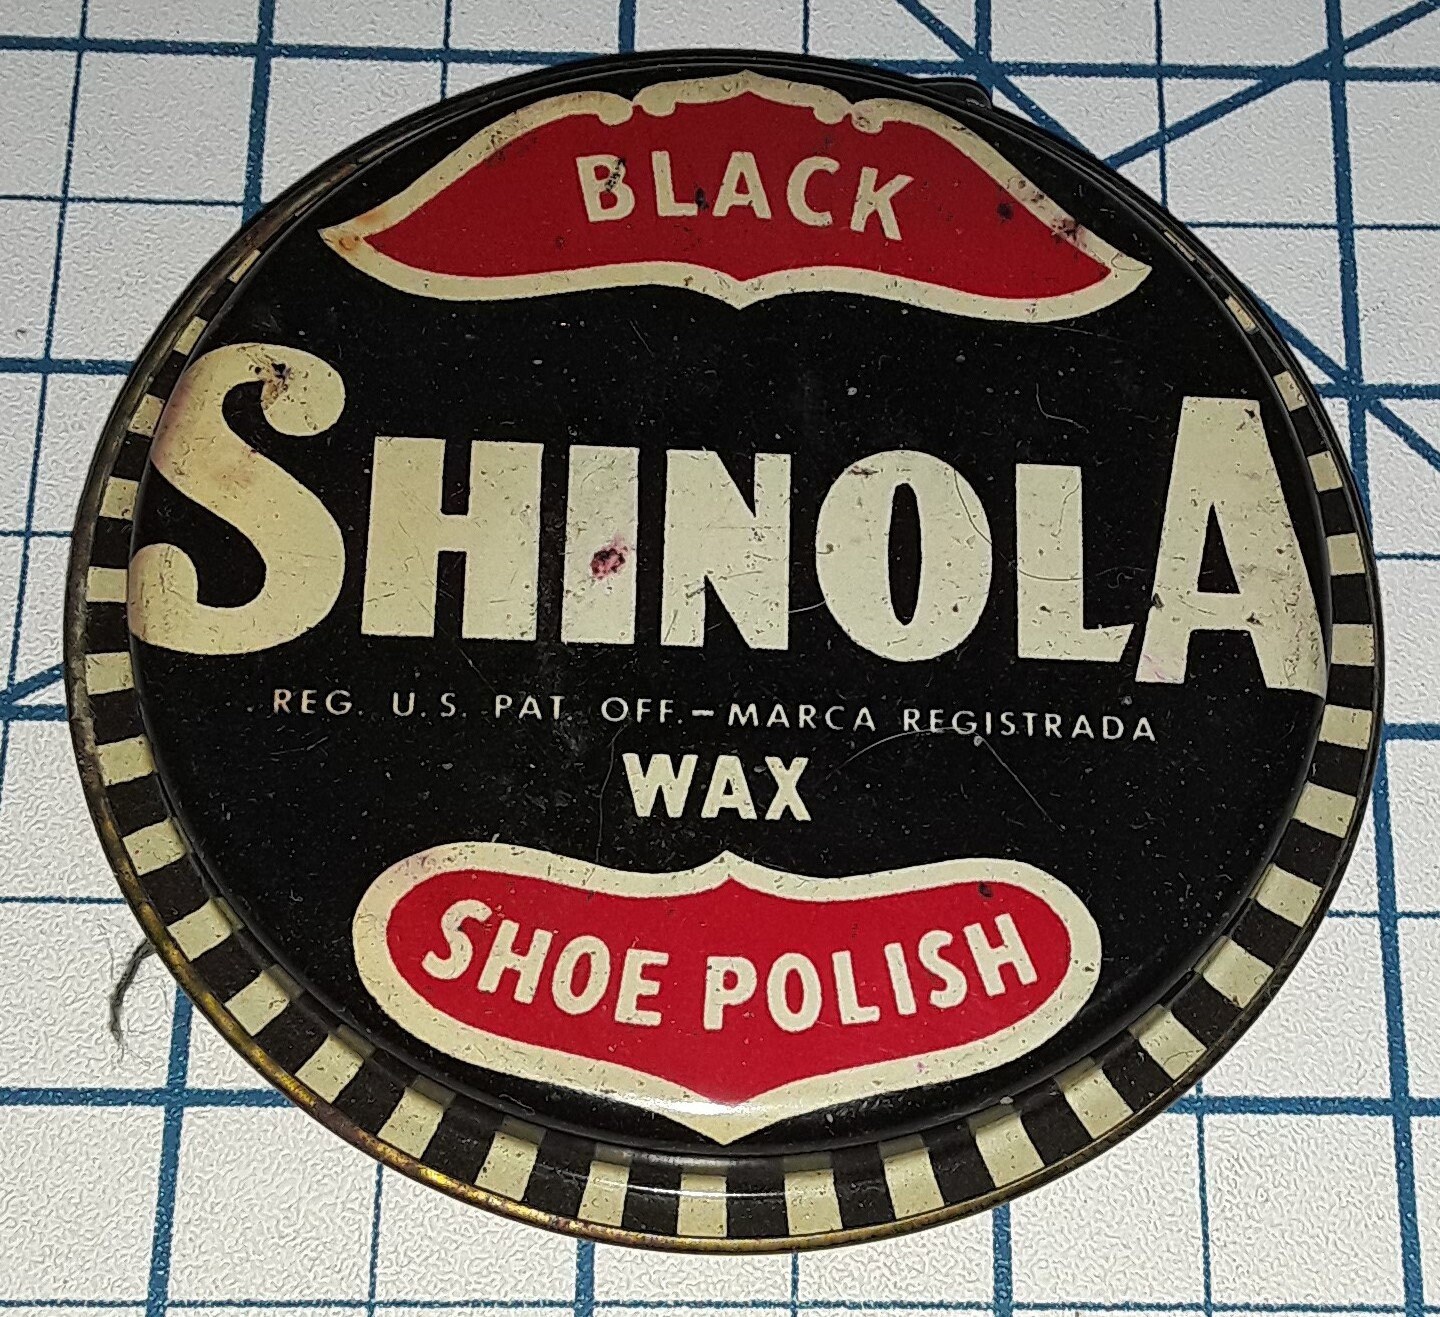 BLACK
SHINOLA
REG. U.S. PAT. OFF.—MARCA REGISTRADA
WAX
SHOE POLISH